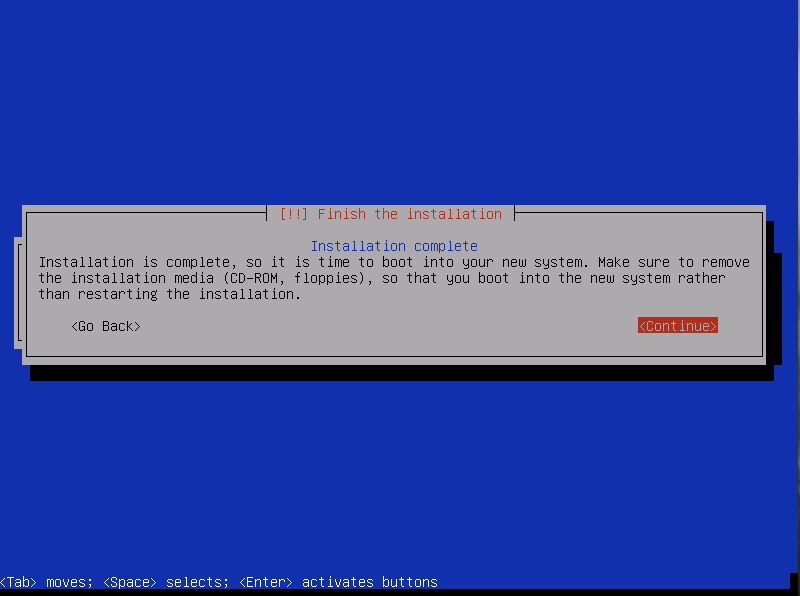 [!!] Finish the installation
Installation complete
Installation is complete, so it is time to boot into your new system. Make sure to remove
the installation media (CD-ROM, floppies), so that you boot into the new system rather
than restarting the installation.
<Go Back> <Continue>
<Tab> moves; <Space> selects; <Enter> activates buttons